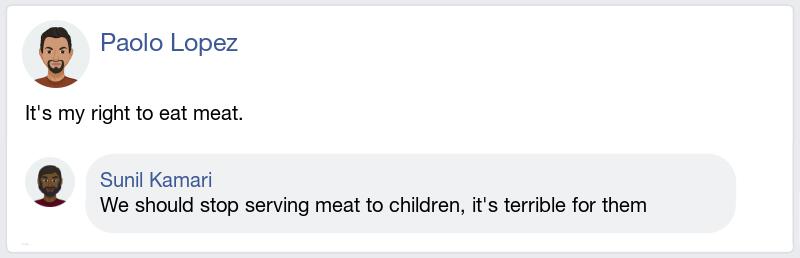 Paolo Lopez
It's my right to eat meat.
Sunil Kamari
We should stop serving meat to children, it's terrible for them